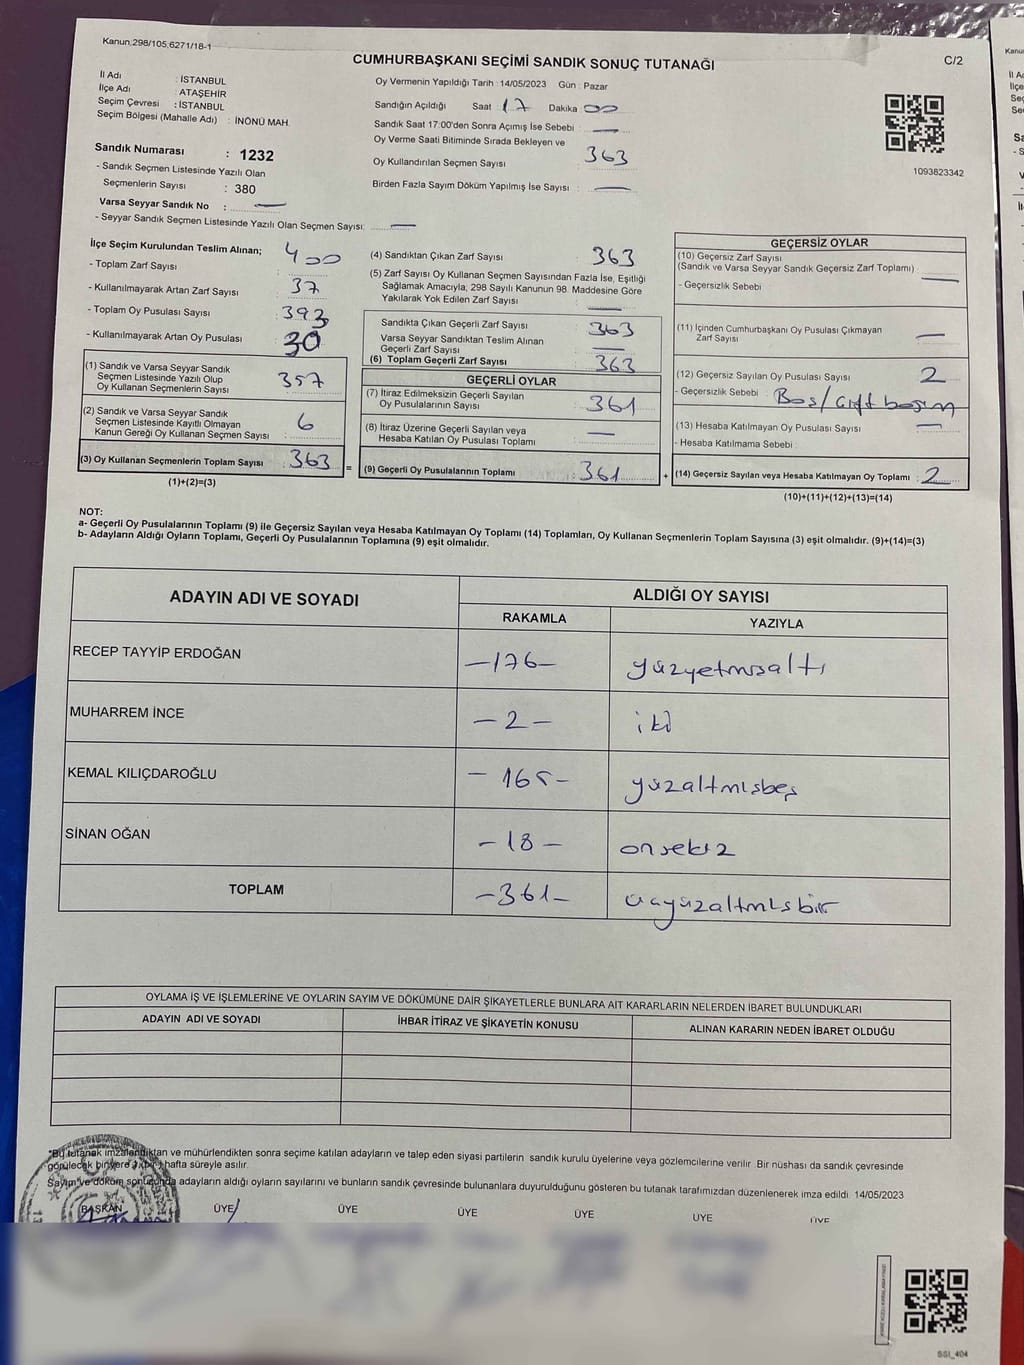 Kanun:298/105,6271/18-1
CUMHURBAŞKANI SEÇİMİ SANDIK SONUÇ TUTANAĞI
C/2
İl Adı : İSTANBUL
İlçe Adı : ATAŞEHİR
Seçim Çevresi : İSTANBUL
Seçim Bölgesi (Mahalle Adı) : İNÖNÜ MAH.
Sandık Numarası : 1232
- Sandık Seçmen Listesinde Yazılı Olan
Seçmenlerin Sayısı : 380
Varsa Seyyar Sandık No : —
- Seyyar Sandık Seçmen Listesinde Yazılı Olan Seçmen Sayısı: —
Oy Vermenin Yapıldığı Tarih : 14/05/2023 Gün : Pazar
Sandığın Açıldığı Saat 17 Dakika 00
Sandık Saat 17:00'den Sonra Açımış İse Sebebi : —
Oy Verme Saati Bitiminde Sırada Bekleyen ve
Oy Kullandırılan Seçmen Sayısı : 363
Birden Fazla Sayım Döküm Yapılmış İse Sayısı : —
1093823342
İlçe Seçim Kurulundan Teslim Alınan;
- Toplam Zarf Sayısı : 400
- Kullanılmayarak Artan Zarf Sayısı : 37
- Toplam Oy Pusulası Sayısı : 393
- Kullanılmayarak Artan Oy Pusulası : 30
(1) Sandık ve Varsa Seyyar Sandık
Seçmen Listesinde Yazılı Olup
Oy Kullanan Seçmenlerin Sayısı : 357
(2) Sandık ve Varsa Seyyar Sandık
Seçmen Listesinde Kayıtlı Olmayan
Kanun Gereği Oy Kullanan Seçmen Sayısı : 6
(3) Oy Kullanan Seçmenlerin Toplam Sayısı : 363
(1)+(2)=(3)
(4) Sandıktan Çıkan Zarf Sayısı : 363
(5) Zarf Sayısı Oy Kullanan Seçmen Sayısından Fazla İse, Eşitliği
Sağlamak Amacıyla, 298 Sayılı Kanunun 98. Maddesine Göre
Yakılarak Yok Edilen Zarf Sayısı : —
Sandıkta Çıkan Geçerli Zarf Sayısı : 363
Varsa Seyyar Sandıktan Teslim Alınan
Geçerli Zarf Sayısı : —
(6) Toplam Geçerli Zarf Sayısı : 363
GEÇERLİ OYLAR
(7) İtiraz Edilmeksizin Geçerli Sayılan
Oy Pusulalarının Sayısı : 361
(8) İtiraz Üzerine Geçerli Sayılan veya
Hesaba Katılan Oy Pusulası Toplamı : —
= (9) Geçerli Oy Pusulalarının Toplamı : 361
GEÇERSİZ OYLAR
(10) Geçersiz Zarf Sayısı
(Sandık ve Varsa Seyyar Sandık Geçersiz Zarf Toplamı) : —
- Geçersizlik Sebebi :
(11) İçinden Cumhurbaşkanı Oy Pusulası Çıkmayan
Zarf Sayısı : —
(12) Geçersiz Sayılan Oy Pusulası Sayısı : 2
- Geçersizlik Sebebi : Boş/çift basım
(13) Hesaba Katılmayan Oy Pusulası Sayısı : —
- Hesaba Katılmama Sebebi :
+ (14) Geçersiz Sayılan veya Hesaba Katılmayan Oy Toplamı : 2
(10)+(11)+(12)+(13)=(14)
NOT:
a- Geçerli Oy Pusulalarının Toplamı (9) ile Geçersiz Sayılan veya Hesaba Katılmayan Oy Toplamı (14) Toplamları, Oy Kullanan Seçmenlerin Toplam Sayısına (3) eşit olmalıdır. (9)+(14)=(3)
b- Adayların Aldığı Oyların Toplamı, Geçerli Oy Pusulalarının Toplamına (9) eşit olmalıdır.
ADAYIN ADI VE SOYADI ALDIĞI OY SAYISI
RAKAMLA YAZIYLA
RECEP TAYYİP ERDOĞAN -176- yüzyetmişaltı
MUHARREM İNCE -2- iki
KEMAL KILIÇDAROĞLU -165- yüzaltmışbeş
SİNAN OĞAN -18- onsekiz
TOPLAM -361- üçyüzaltmışbir
OYLAMA İŞ VE İŞLEMLERİNE VE OYLARIN SAYIM VE DÖKÜMÜNE DAİR ŞİKAYETLERLE BUNLARA AİT KARARLARIN NELERDEN İBARET BULUNDUKLARI
ADAYIN ADI VE SOYADI İHBAR İTİRAZ VE ŞİKAYETİN KONUSU ALINAN KARARIN NEDEN İBARET OLDUĞU
*Bu tutanak imzalandıktan ve mühürlendikten sonra seçime katılan adayların ve talep eden siyasi partilerin sandık kurulu üyelerine veya gözlemcilerine verilir. Bir nüshası da sandık çevresinde
görülecek bir yere 1 (bir) hafta süreyle asılır.
Sayım ve döküm sonucunda adayların aldığı oyların sayılarını ve bunların sandık çevresinde bulunanlara duyurulduğunu gösteren bu tutanak tarafımızdan düzenlenerek imza edildi. 14/05/2023
BAŞKAN ÜYE ÜYE ÜYE ÜYE ÜYE ÜYE
SSI_404